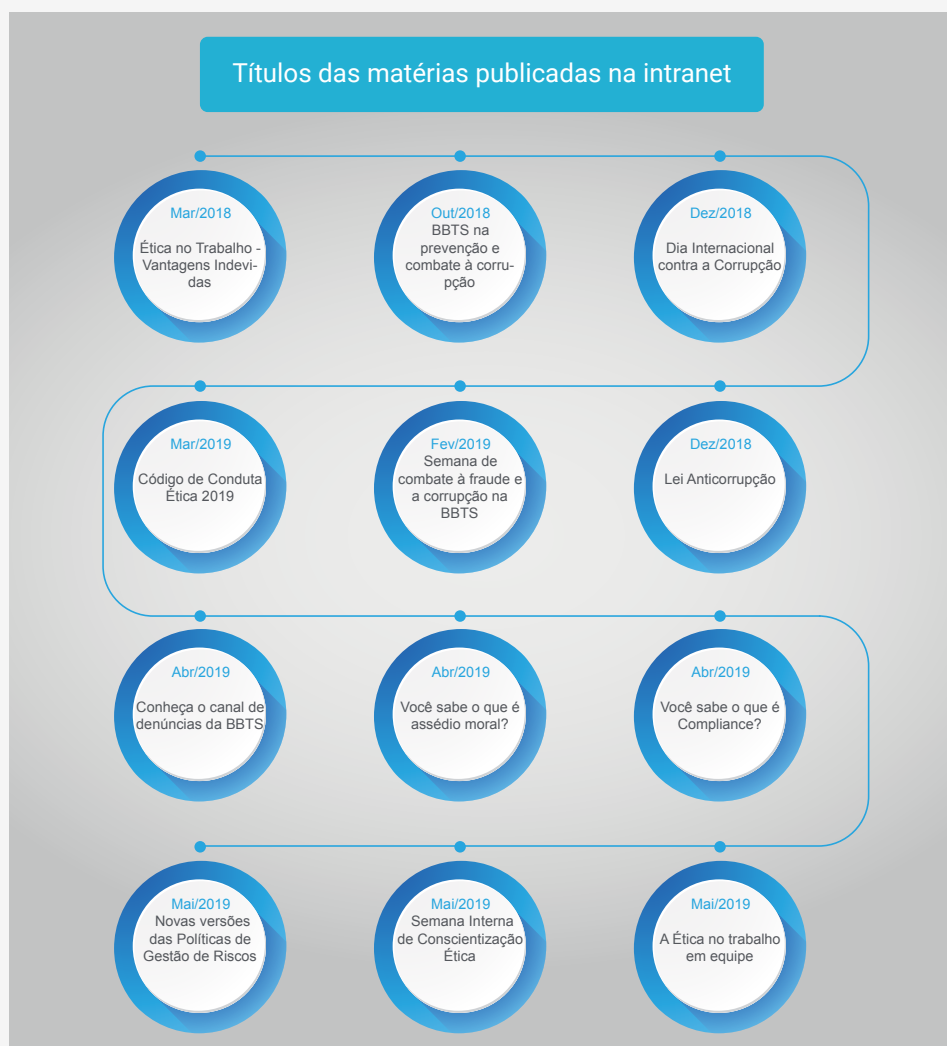 Títulos das matérias publicadas na intranet
Mar/2018
Ética no Trabalho -
Vantagens Indevi-
das
Out/2018
BBTS na
prevenção e
combate à corru-
pção
Dez/2018
Dia Internacional
contra a Corrupção
Mar/2019
Código de Conduta
Ética 2019
Fev/2019
Semana de
combate à fraude e
a corrupção na
BBTS
Dez/2018
Lei Anticorrupção
Abr/2019
Conheça o canal de
denúncias da BBTS
Abr/2019
Você sabe o que é
assédio moral?
Abr/2019
Você sabe o que é
Compliance?
Mai/2019
Novas versões
das Políticas de
Gestão de Riscos
Mai/2019
Semana Interna
de Conscientização
Ética
Mai/2019
A Ética no trabalho
em equipe